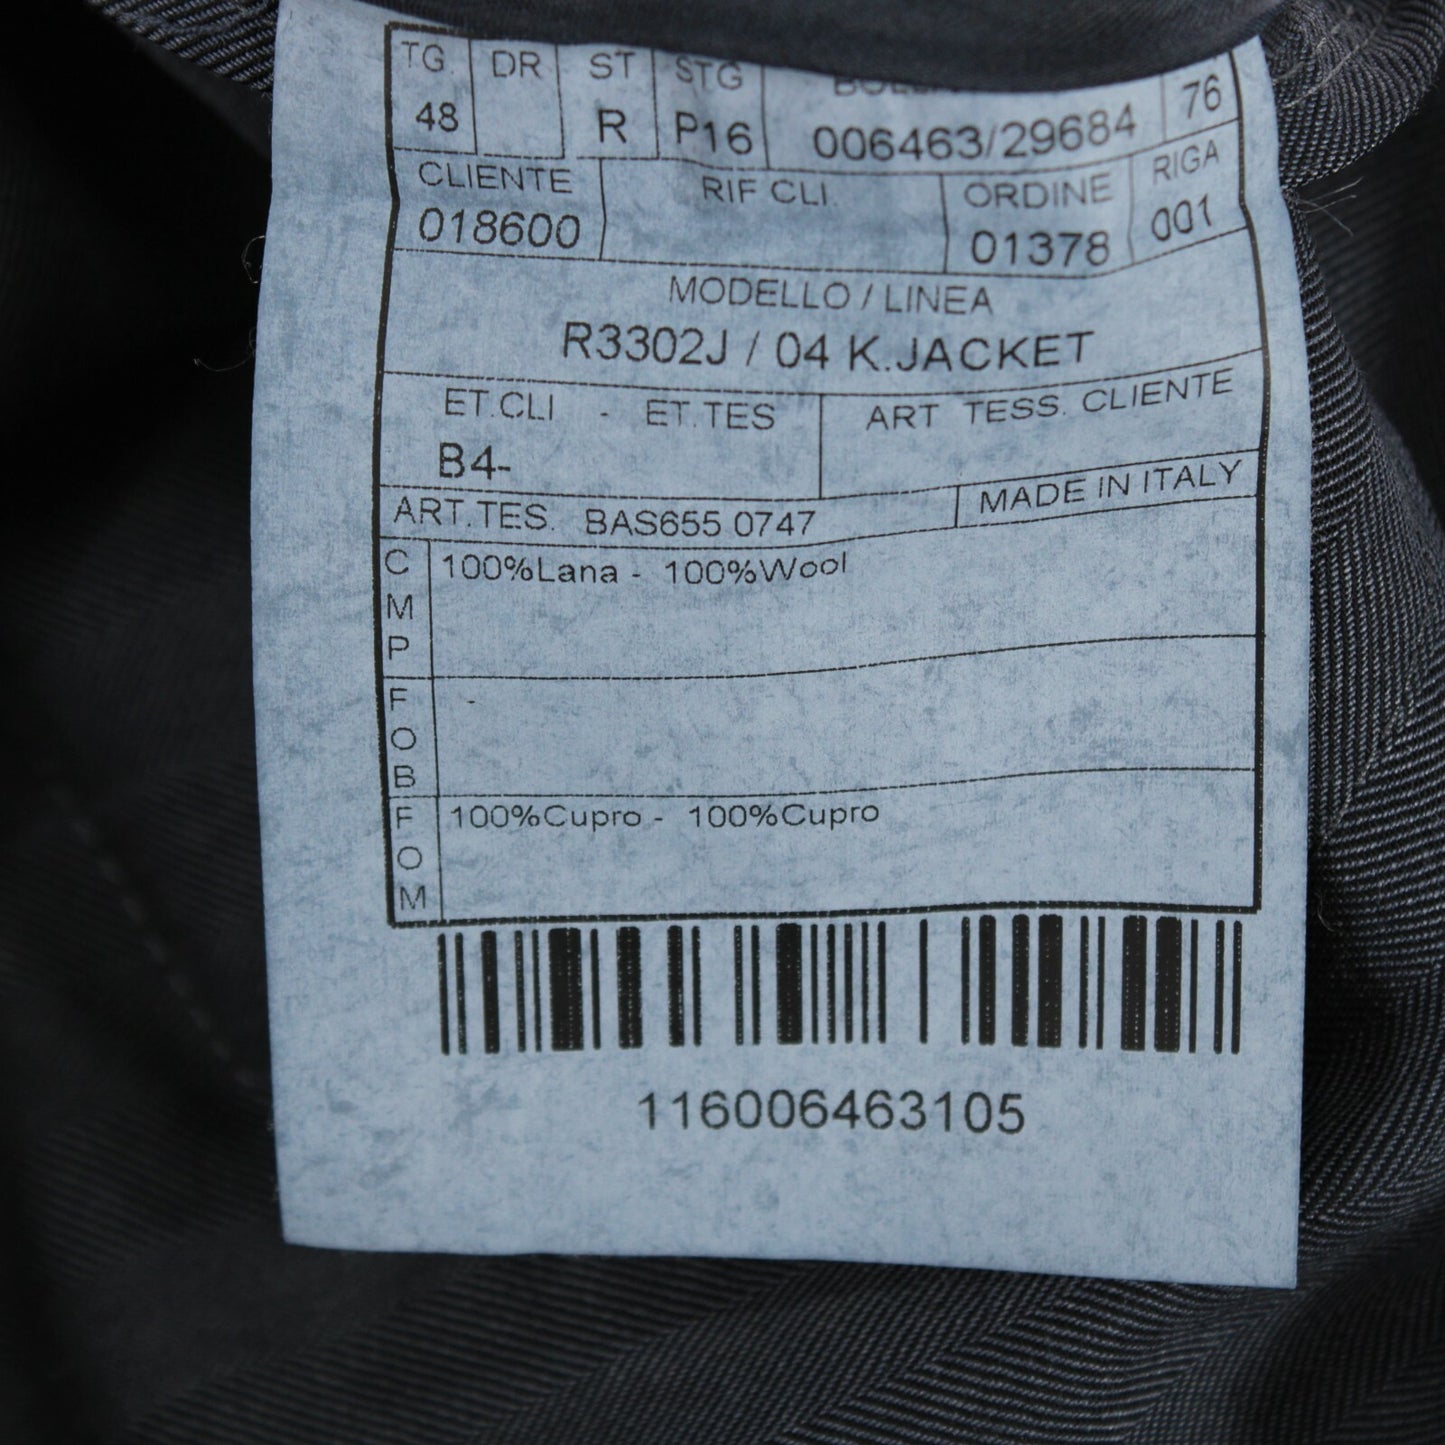 TG. DR ST STG 76
48 R P16 006463/29684
CLIENTE RIF CLI. ORDINE RIGA
018600 01378 001
MODELLO / LINEA
R3302J / 04 K.JACKET
ET.CLI - ET.TES ART TESS. CLIENTE
B4-
ART.TES. BAS655 0747 MADE IN ITALY
CMP 100%Lana - 100%Wool
FOB -
FOM 100%Cupro - 100%Cupro
116006463105